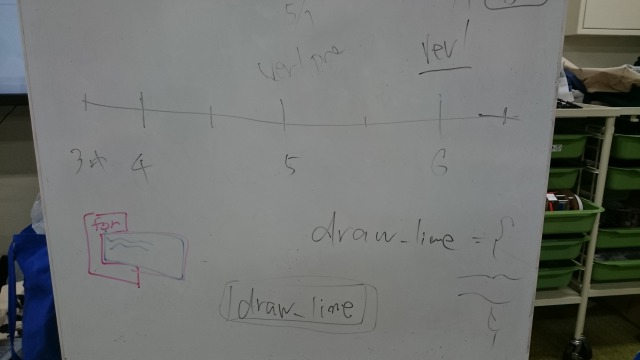 5/1
ver1 pre
ver1
3月 4 5 6
for
draw_line = {
draw_line
}